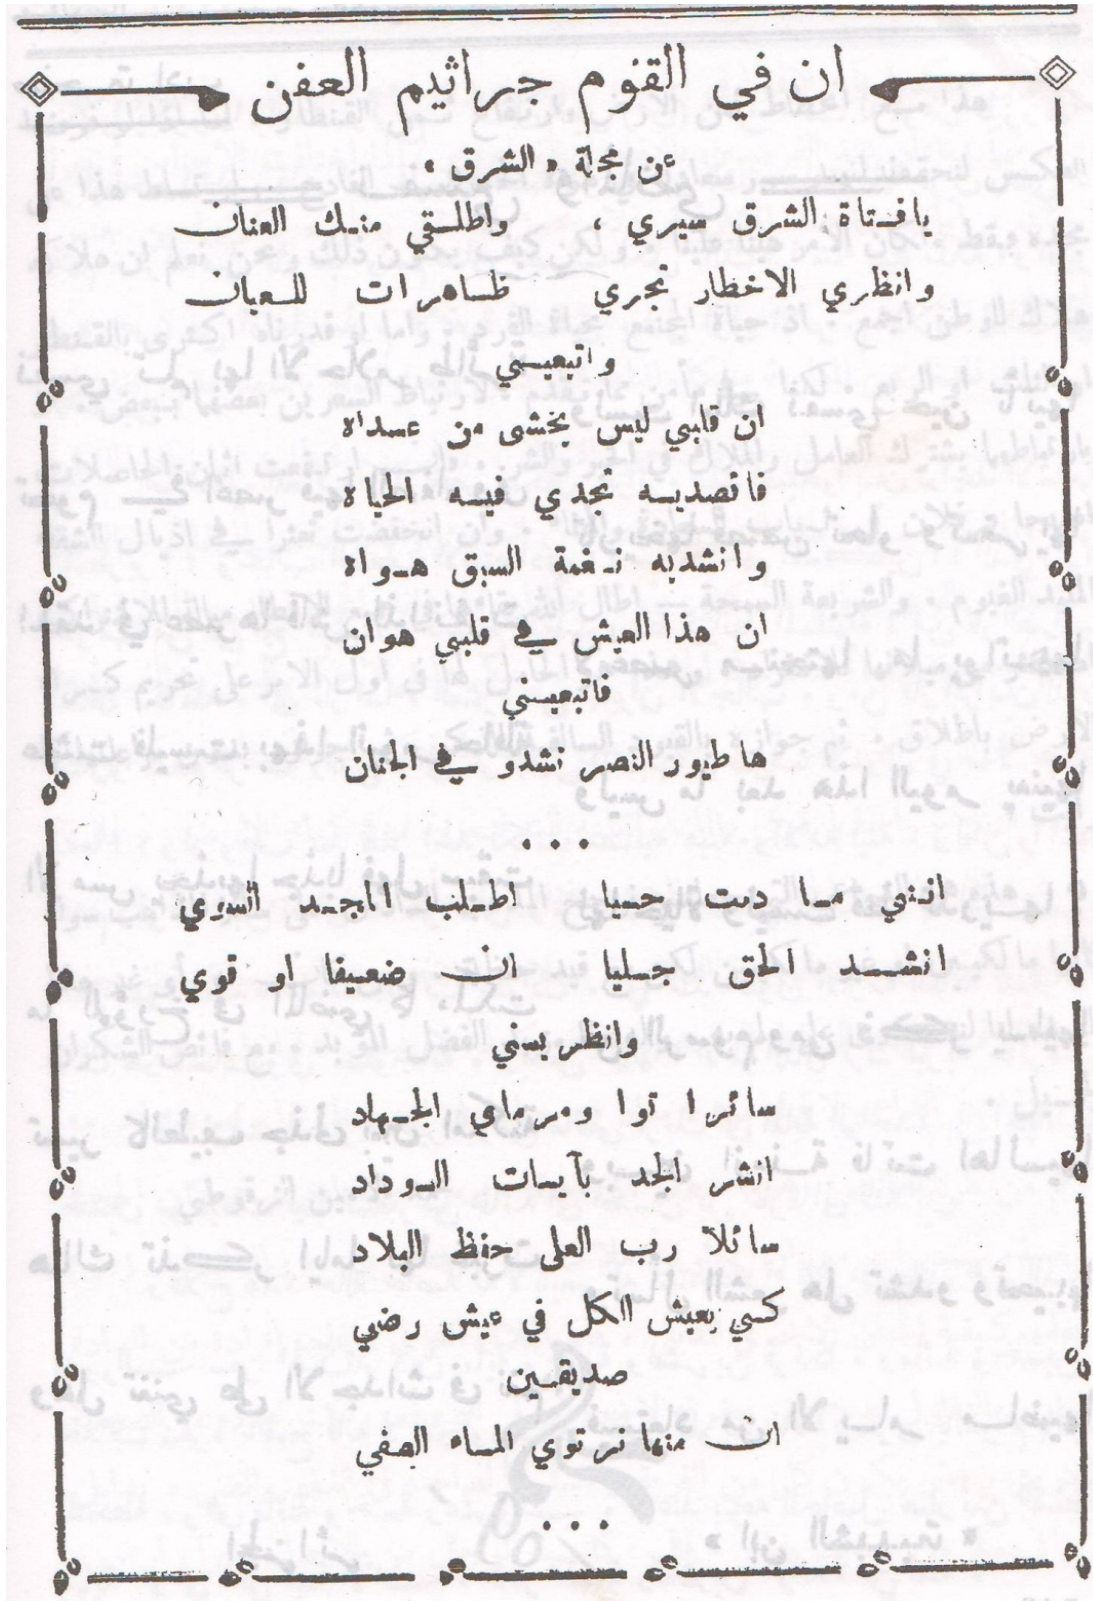 ان في القوم جراثيم العفن
عن مجلة «الشرق»
يا فتاة الشرق سيري ، واطلقي منك العنان
وانظري الاخطار تجري ظاهرات للعيان
واتبعيني
ان قلبي ليس يخشى من عداه
فاقصديه تجدي فيه الحياة
وانشديه نغمة السبق هواه
ان هذا العيش في قلبي هوان
فاتبعيني
ها طيور النصر تشدو في الجنان
...
انني ما دمت حيا اطلب المجد السوي
انشد الحق جليا ان ضعيفا او قوي
وانظريني
سائرا توا ومرماي الجهاد
انشر المجد بآيات الوداد
سائلا رب العلى حفظ البلاد
كي يعيش الكل في عيش رضي
صديقين
ان منها نرتوي الماء الصفي
...